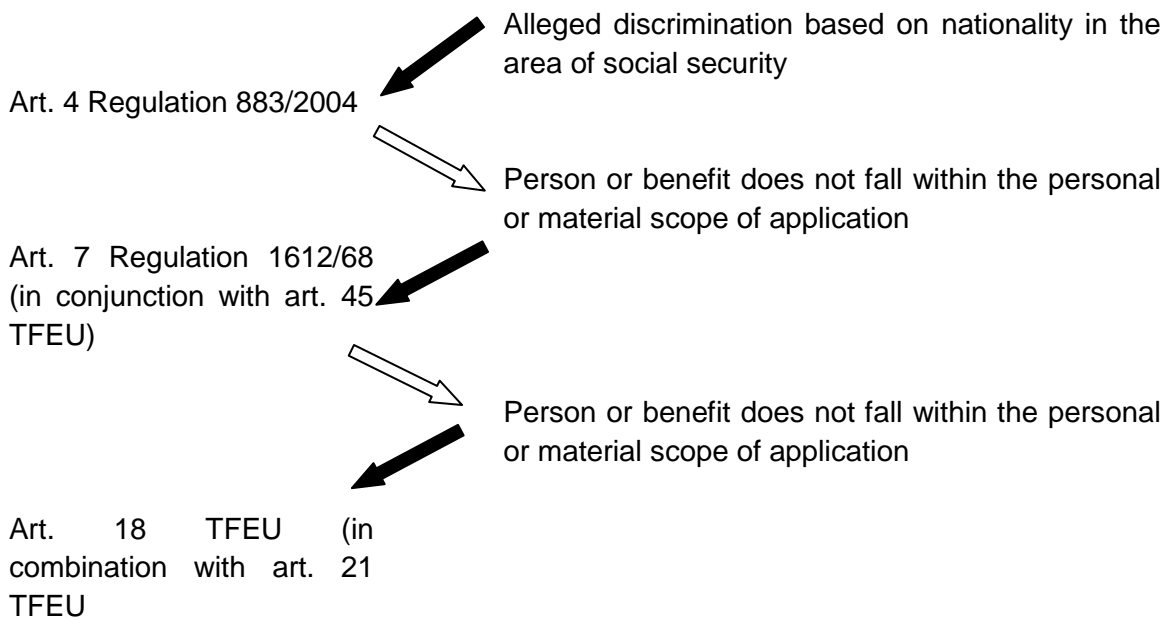 Alleged discrimination based on nationality in the
area of social security
Art. 4 Regulation 883/2004
Person or benefit does not fall within the personal
or material scope of application
Art. 7 Regulation 1612/68
(in conjunction with art. 45
TFEU)
Person or benefit does not fall within the personal
or material scope of application
Art. 18 TFEU (in
combination with art. 21
TFEU